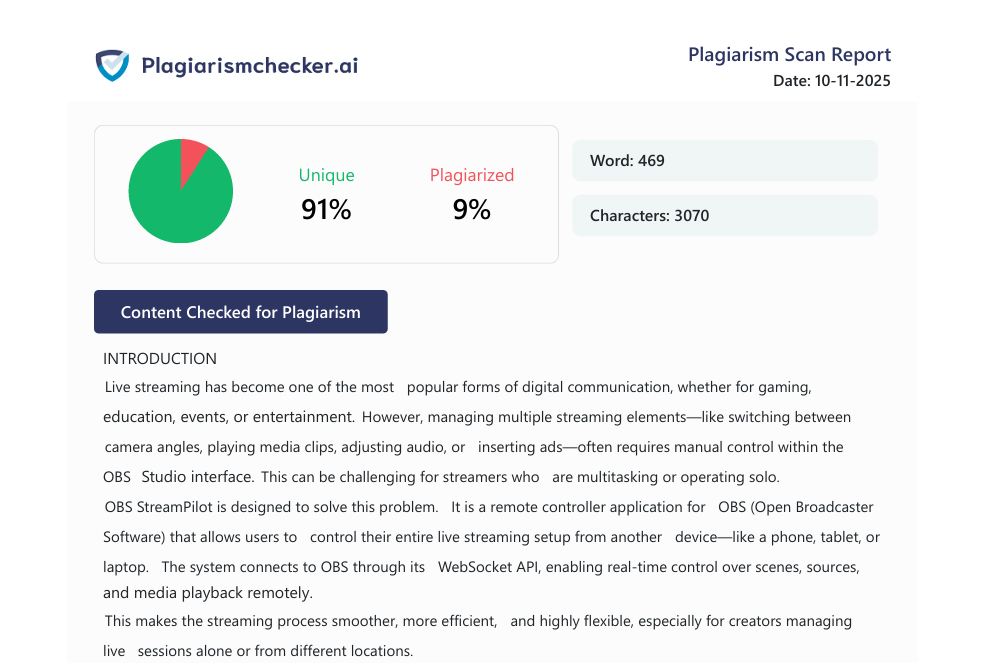 Plagiarismchecker.ai
Plagiarism Scan Report
Date: 10-11-2025
Unique
91%
Plagiarized
9%
Word: 469
Characters: 3070
Content Checked for Plagiarism
INTRODUCTION
Live streaming has become one of the most popular forms of digital communication, whether for gaming,
education, events, or entertainment. However, managing multiple streaming elements—like switching between
camera angles, playing media clips, adjusting audio, or inserting ads—often requires manual control within the
OBS Studio interface. This can be challenging for streamers who are multitasking or operating solo.
OBS StreamPilot is designed to solve this problem. It is a remote controller application for OBS (Open Broadcaster
Software) that allows users to control their entire live streaming setup from another device—like a phone, tablet, or
laptop. The system connects to OBS through its WebSocket API, enabling real-time control over scenes, sources,
and media playback remotely.
This makes the streaming process smoother, more efficient, and highly flexible, especially for creators managing
live sessions alone or from different locations.